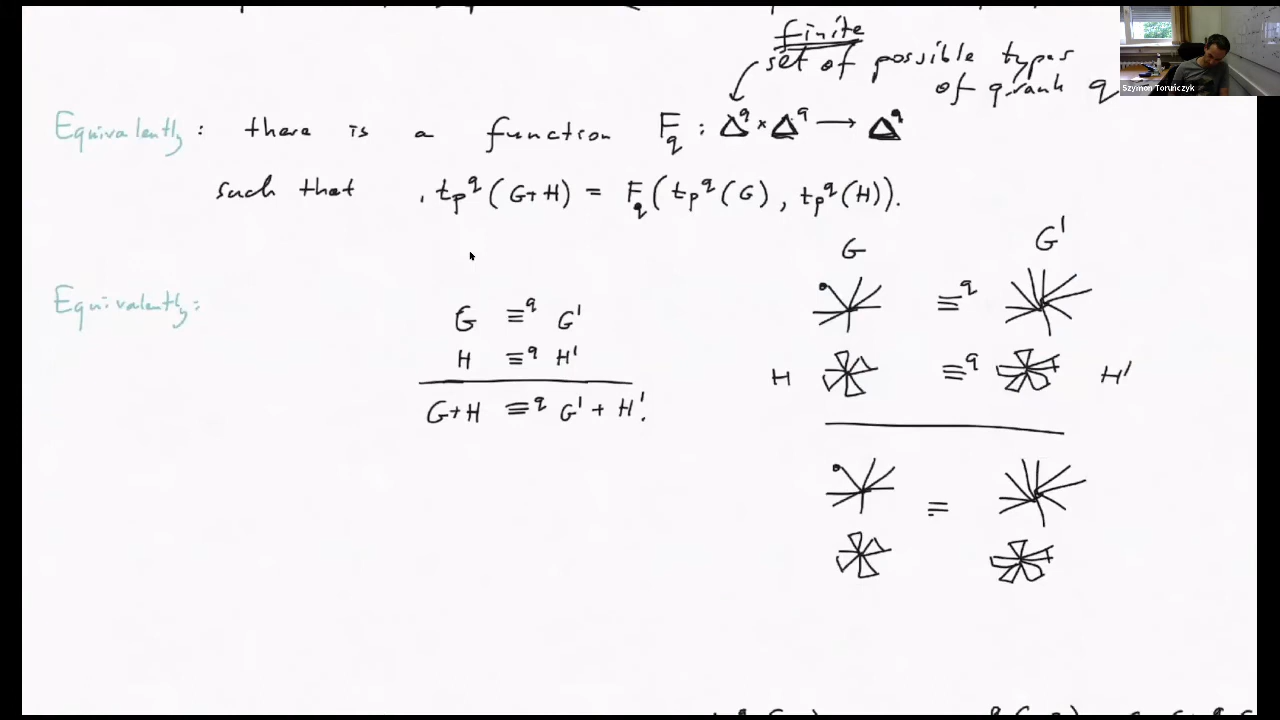 finite
set of possible types
of q-rank q
Szymon Toruńczyk
Equivalently: there is a function F_q : Δ^q × Δ^q → Δ^q
such that tp^q(G+H) = F_q(tp^q(G), tp^q(H)).
G G'
Equivalently:
G ≡^q G'
H ≡^q H'
G+H ≡^q G' + H'.
≡^q
H ≡^q H'
≡